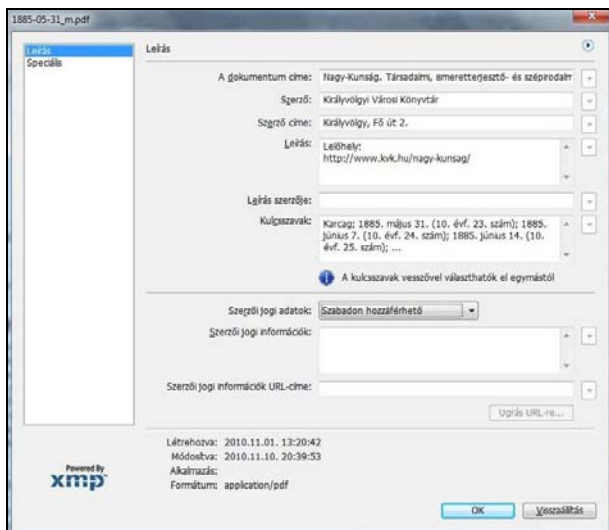 1885-05-31_m.pdf
Leírás
Speciális
Leírás
A dokumentum címe: Nagy-Kunság. Társadalmi, ismeretterjesztő- és szépirodalm
Szerző: Királyvölgyi Városi Könyvtár
Szerző címe: Királyvölgy, Fő út 2.
Leírás: Lelőhely:
http://www.kvk.hu/nagy-kunsag/
Leírás szerzője:
Kulcsszavak: Karcag; 1885. május 31. (10. évf. 23. szám); 1885.
június 7. (10. évf. 24. szám); 1885. június 14. (10.
évf. 25. szám); ...
A kulcsszavak vesszővel választhatók el egymástól
Szerzői jogi adatok: Szabadon hozzáférhető
Szerzői jogi információk:
Szerzői jogi információk URL-címe:
Ugrás URL-re...
Létrehozva: 2010.11.01. 13:20:42
Módosítva: 2010.11.10. 20:39:53
Alkalmazás:
Formátum: application/pdf
Powered By
xmp
OK Visszaállítás